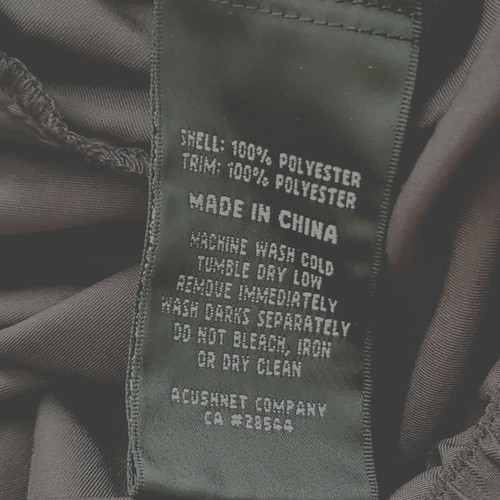 SHELL: 100% POLYESTER
TRIM: 100% POLYESTER
MADE IN CHINA
MACHINE WASH COLD
TUMBLE DRY LOW
REMOVE IMMEDIATELY
WASH DARKS SEPARATELY
DO NOT BLEACH, IRON
OR DRY CLEAN
ACUSHNET COMPANY
CA #28544